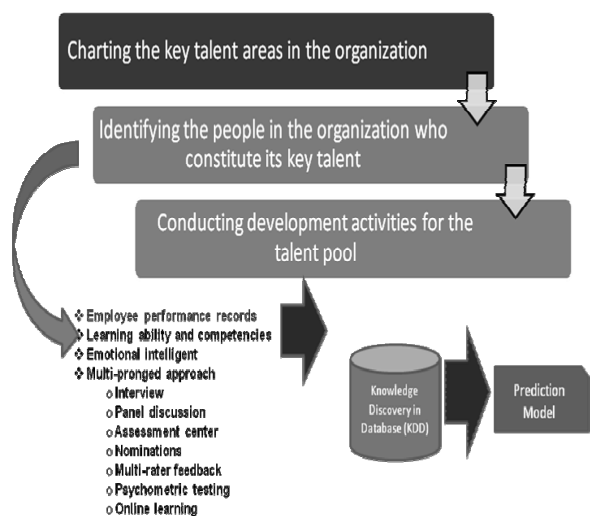 Charting the key talent areas in the organization
Identifying the people in the organization who
constitute its key talent
Conducting development activities for the
talent pool
❖ Employee performance records
❖ Learning ability and competencies
❖ Emotional Intelligent
❖ Multi-pronged approach
o Interview
o Panel discussion
o Assessment center
o Nominations
o Multi-rater feedback
o Psychometric testing
o Online learning
Knowledge
Discovery in
Database (KDD)
Prediction
Model